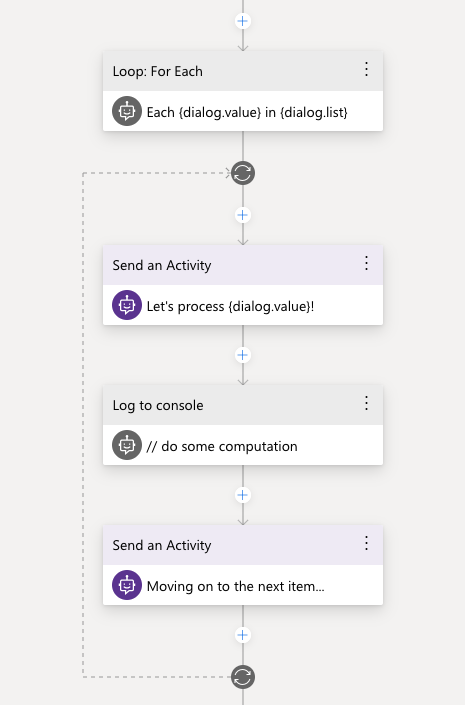 Loop: For Each
Each {dialog.value} in {dialog.list}
Send an Activity
Let's process {dialog.value}!
Log to console
// do some computation
Send an Activity
Moving on to the next item...